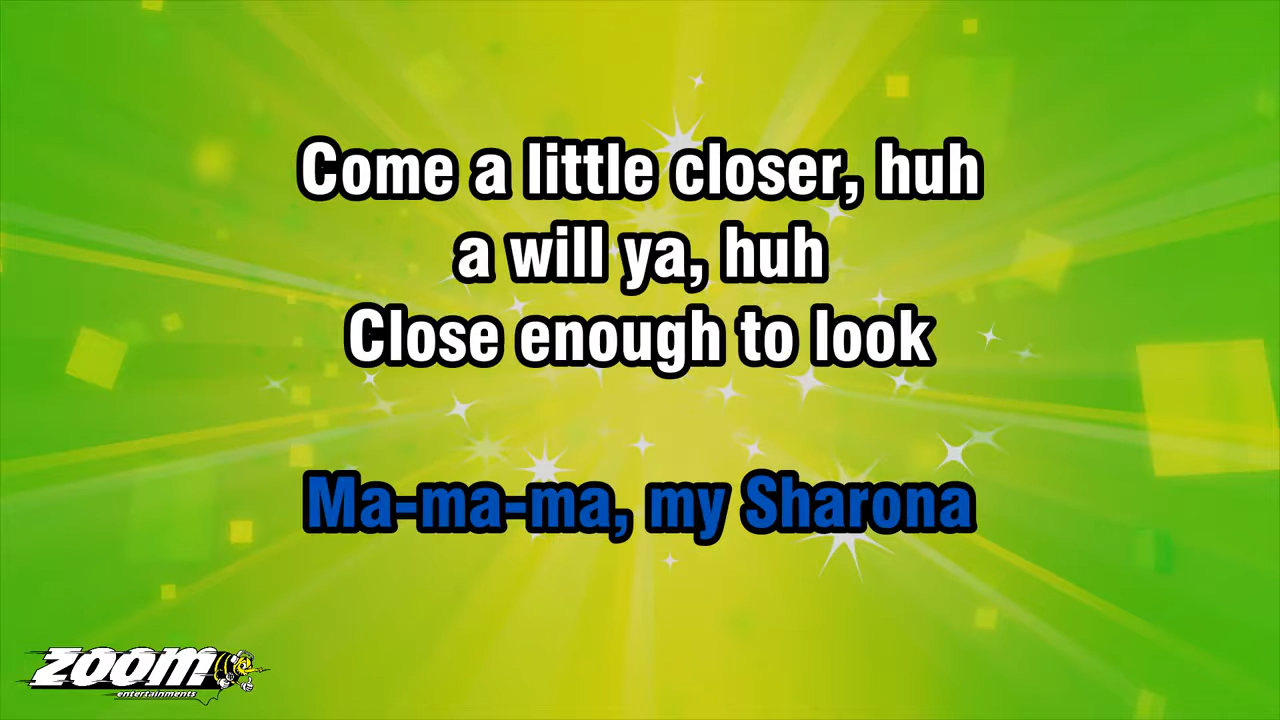 Come a little closer, huh
a will ya, huh
Close enough to look
Ma-ma-ma, my Sharona
zoom
entertainments